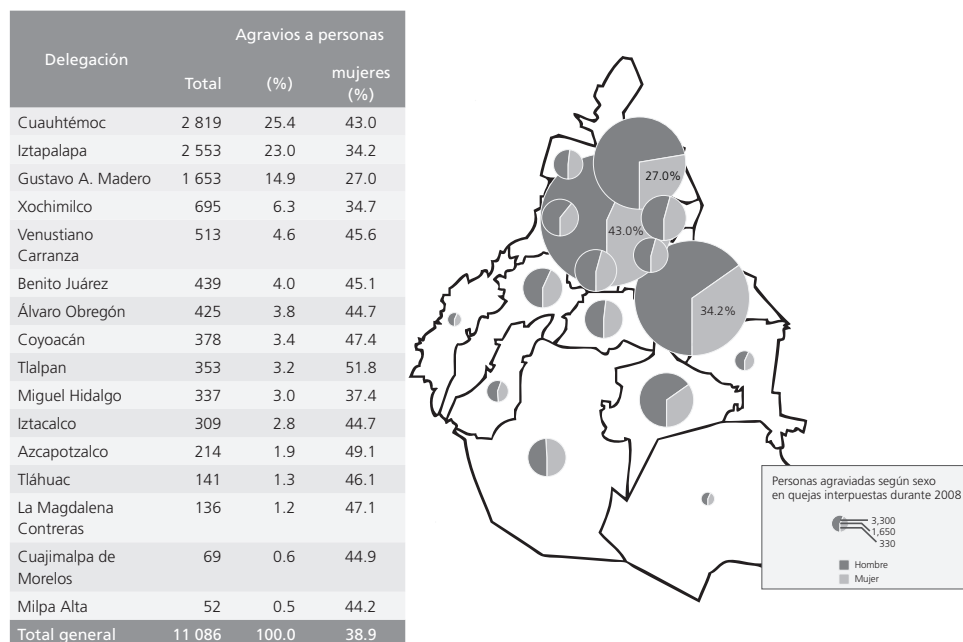 Delegación
Agravios a personas
Total (%) mujeres (%)
Cuauhtémoc 2 819 25.4 43.0
Iztapalapa 2 553 23.0 34.2
Gustavo A. Madero 1 653 14.9 27.0
Xochimilco 695 6.3 34.7
Venustiano Carranza 513 4.6 45.6
Benito Juárez 439 4.0 45.1
Álvaro Obregón 425 3.8 44.7
Coyoacán 378 3.4 47.4
Tlalpan 353 3.2 51.8
Miguel Hidalgo 337 3.0 37.4
Iztacalco 309 2.8 44.7
Azcapotzalco 214 1.9 49.1
Tláhuac 141 1.3 46.1
La Magdalena Contreras 136 1.2 47.1
Cuajimalpa de Morelos 69 0.6 44.9
Milpa Alta 52 0.5 44.2
Total general 11 086 100.0 38.9
27.0%
43.0%
34.2%
Personas agraviadas según sexo
en quejas interpuestas durante 2008
3,300
1,650
330
Hombre
Mujer